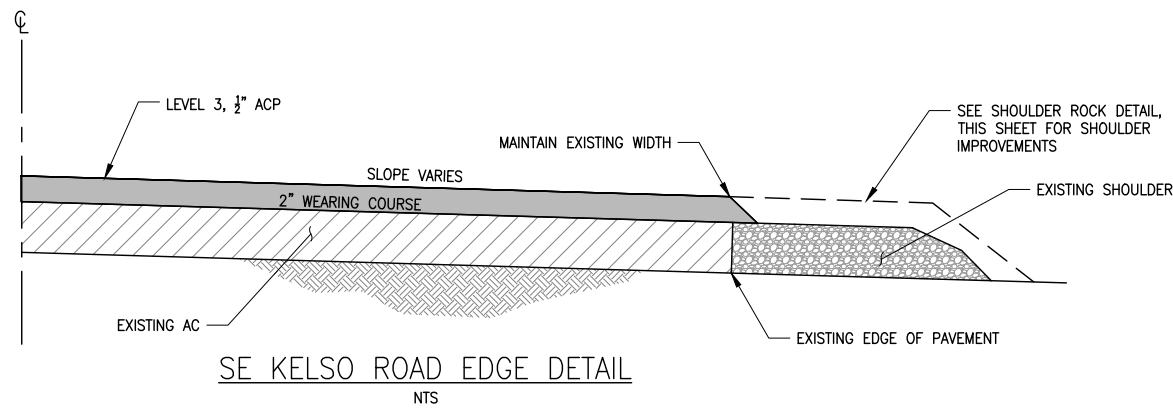 ℄
LEVEL 3, ½" ACP
SEE SHOULDER ROCK DETAIL,
THIS SHEET FOR SHOULDER
IMPROVEMENTS
MAINTAIN EXISTING WIDTH
SLOPE VARIES
EXISTING SHOULDER
2" WEARING COURSE
EXISTING AC
EXISTING EDGE OF PAVEMENT
SE KELSO ROAD EDGE DETAIL
NTS